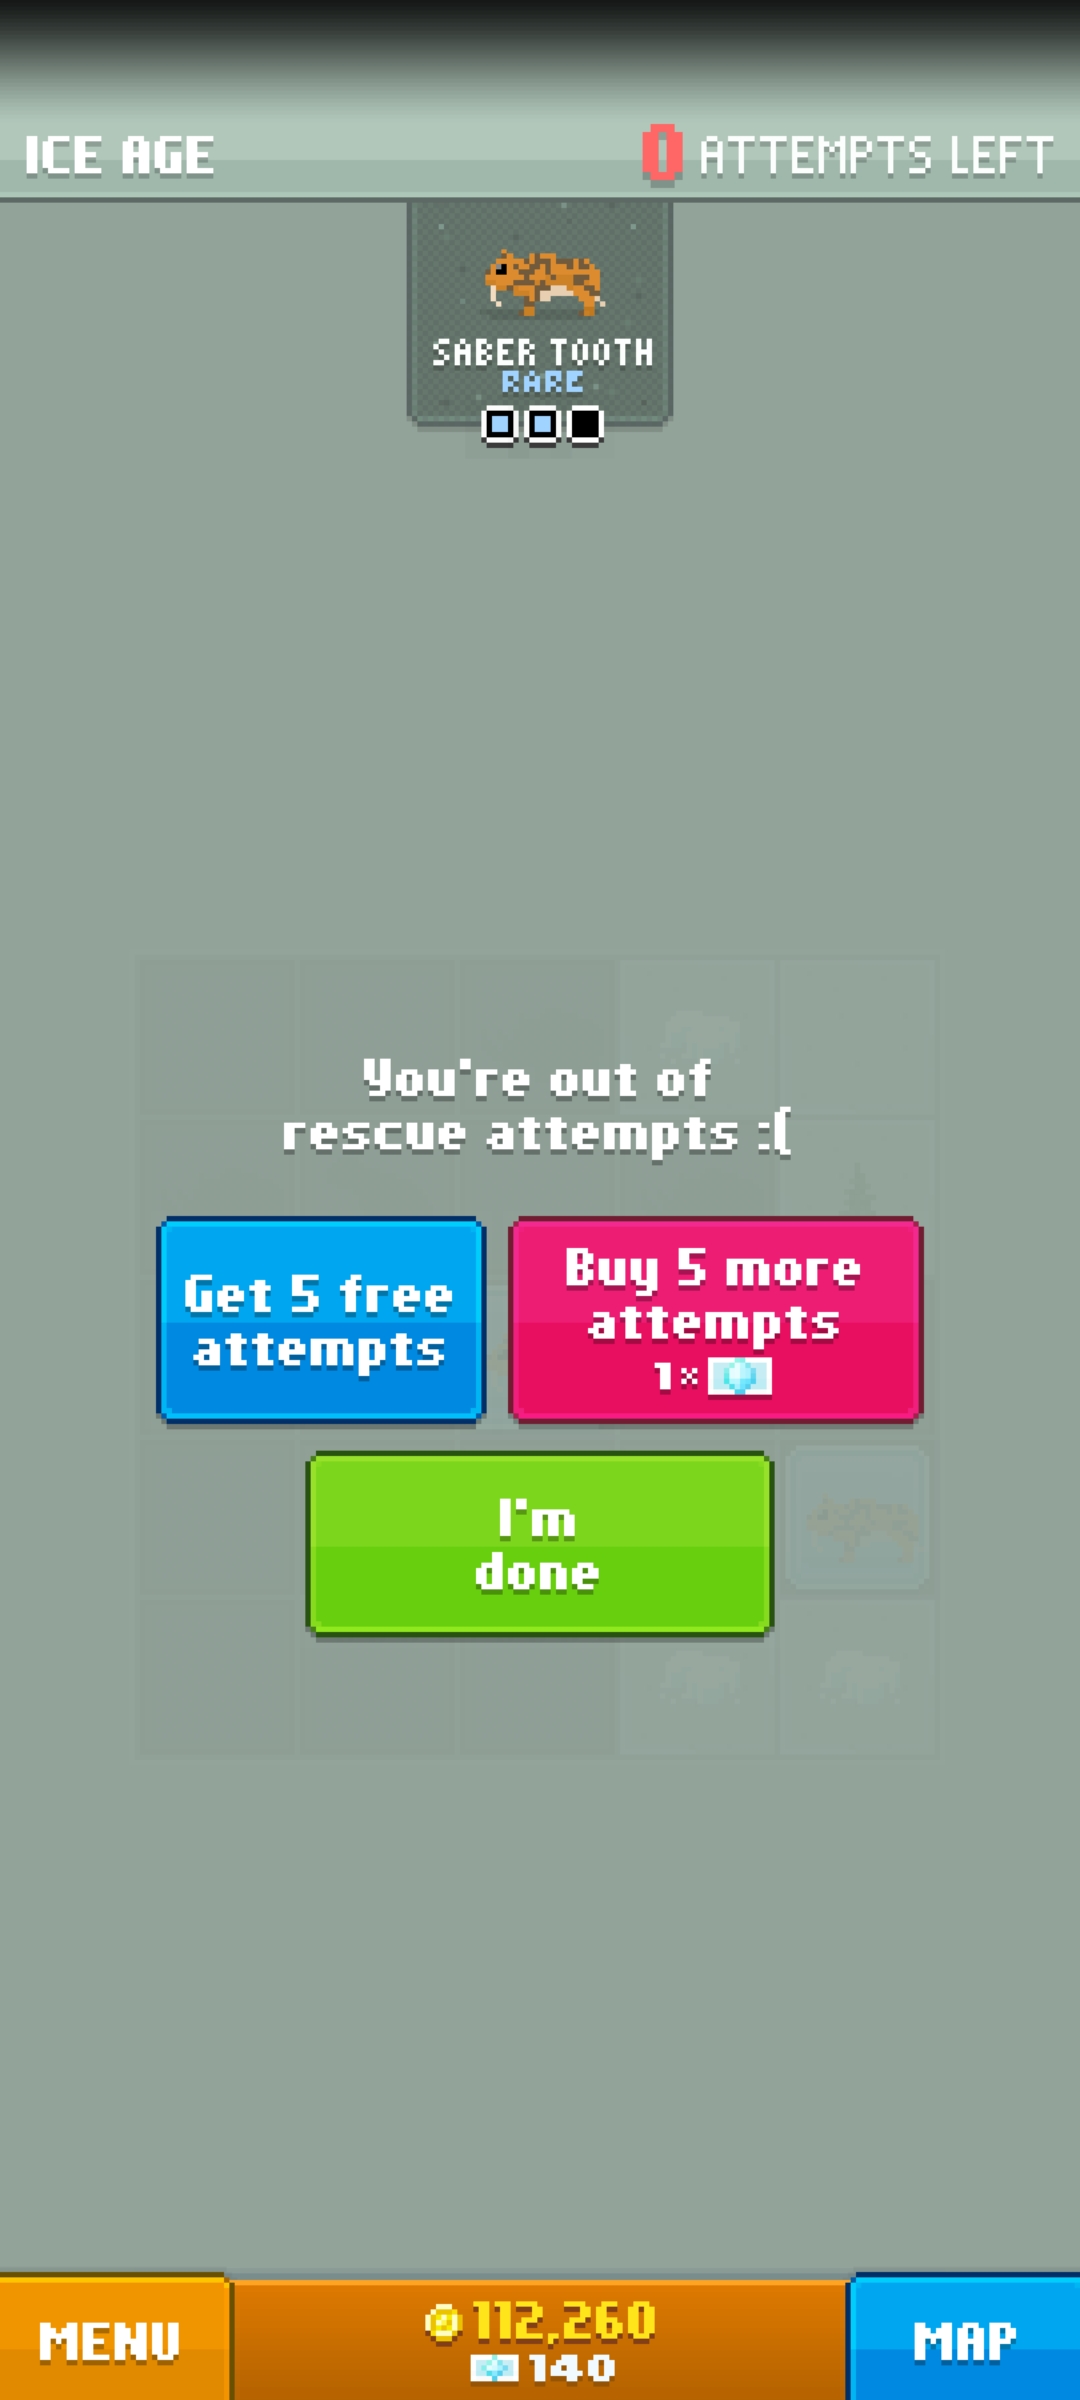 ICE AGE
0 ATTEMPTS LEFT
SABER TOOTH
RARE
You're out of
rescue attempts :(
Get 5 free
attempts
Buy 5 more
attempts
1×
I'm
done
MENU
112,260
140
MAP